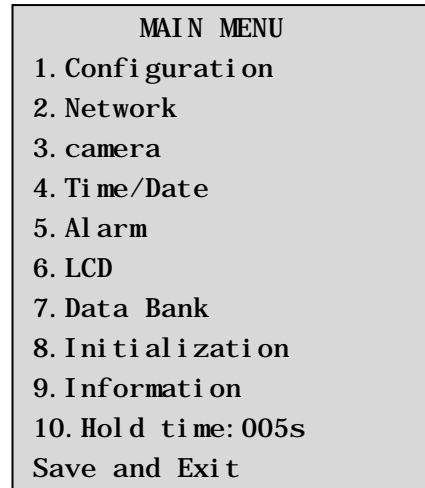 MAIN MENU
1. Configuration
2. Network
3. camera
4. Time/Date
5. Alarm
6. LCD
7. Data Bank
8. Initialization
9. Information
10. Hold time:005s
Save and Exit